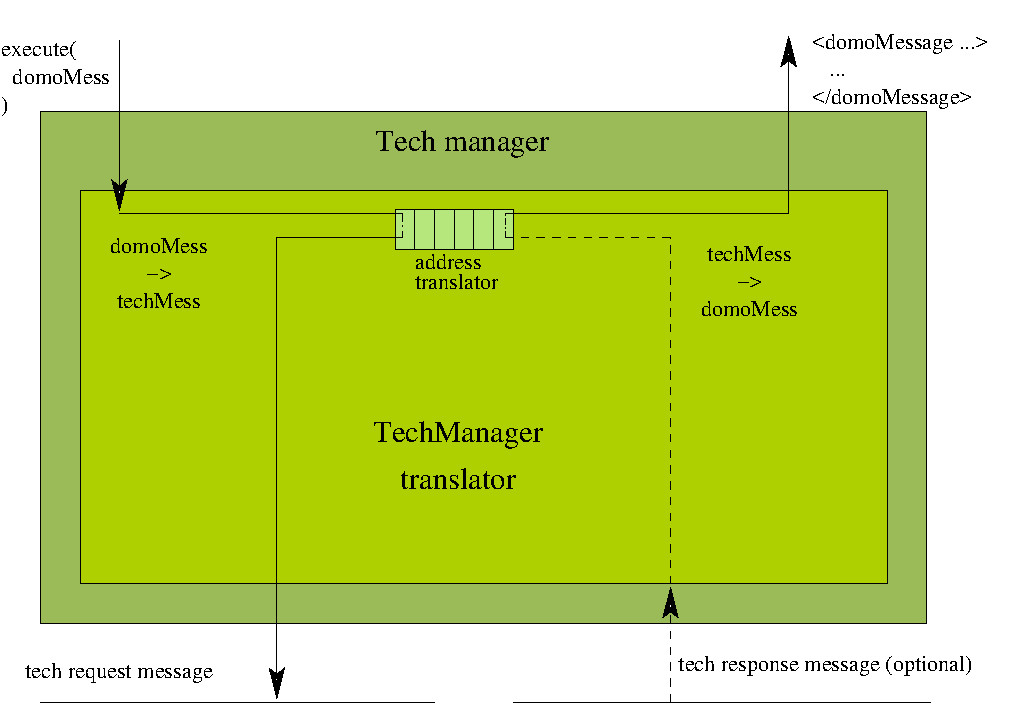 execute(
domoMess
)
<domoMessage ...>
...
</domoMessage>
Tech manager
domoMess
−>
techMess
address
translator
techMess
−>
domoMess
TechManager
translator
tech request message
tech response message (optional)